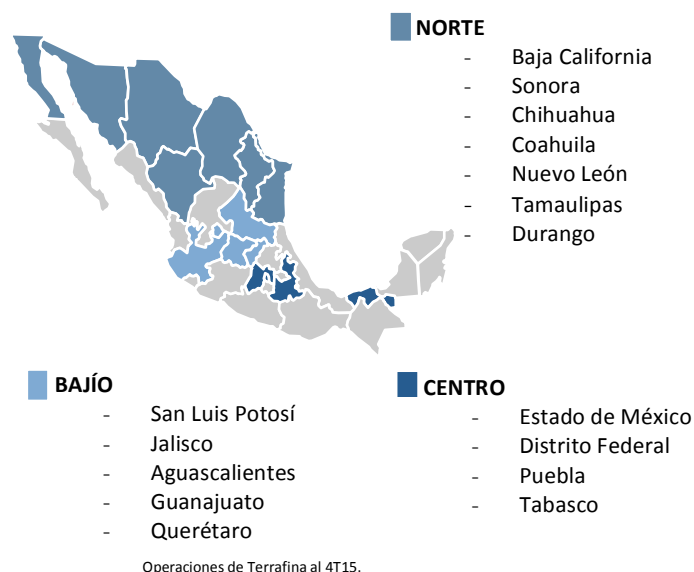 NORTE
- Baja California
- Sonora
- Chihuahua
- Coahuila
- Nuevo León
- Tamaulipas
- Durango
BAJÍO
- San Luis Potosí
- Jalisco
- Aguascalientes
- Guanajuato
- Querétaro
CENTRO
- Estado de México
- Distrito Federal
- Puebla
- Tabasco
Operaciones de Terrafina al 4T15.